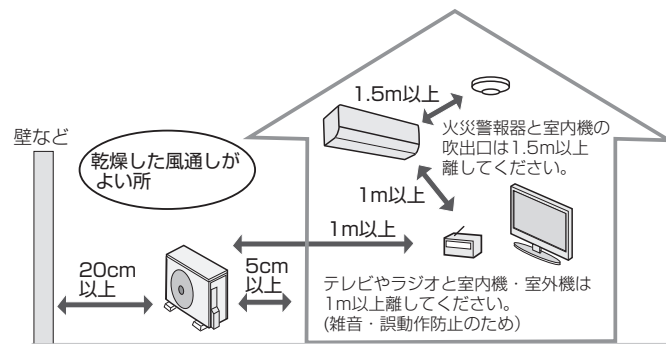 1.5m以上
壁など
火災警報器と室内機の
吹出口は1.5m以上
離してください。
乾燥した風通しが
よい所
1m以上
1m以上
20cm
以上
5cm
以上
テレビやラジオと室内機・室外機は
1m以上離してください。
(雑音・誤動作防止のため)